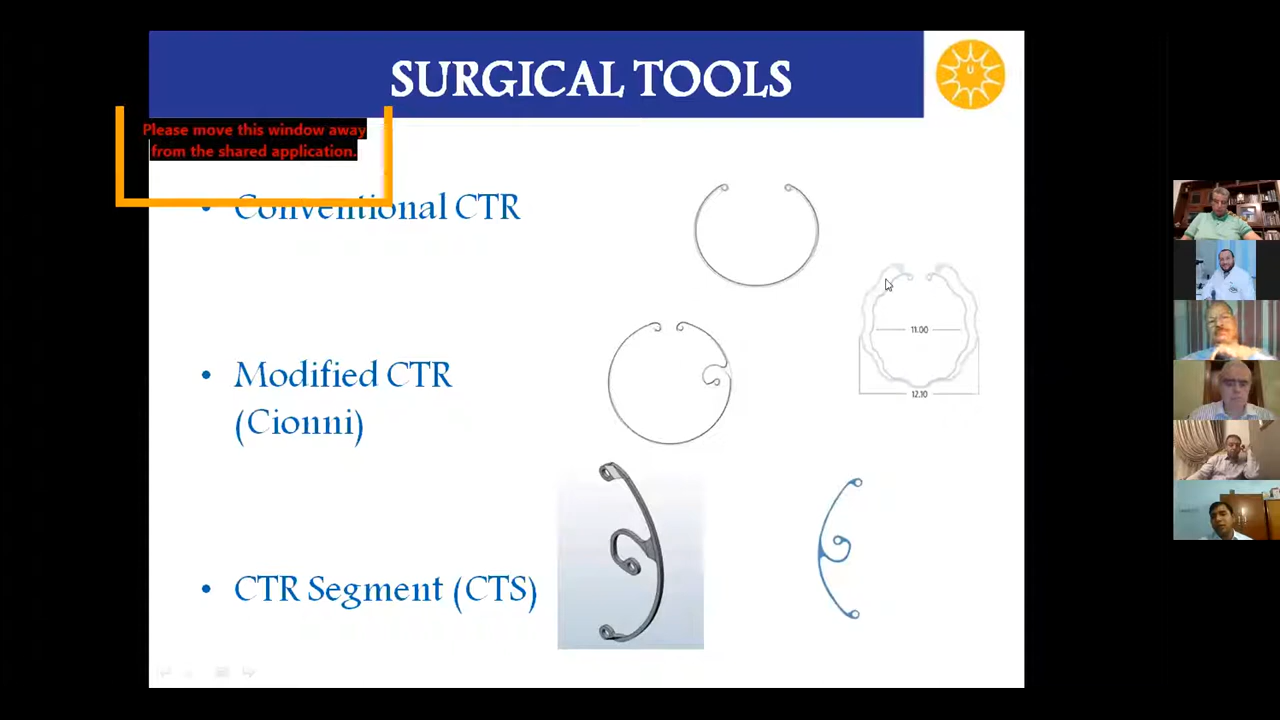 SURGICAL TOOLS
U
Please move this window away
from the shared application.
• Conventional CTR
11.00
12.10
• Modified CTR
(Cionni)
• CTR Segment (CTS)